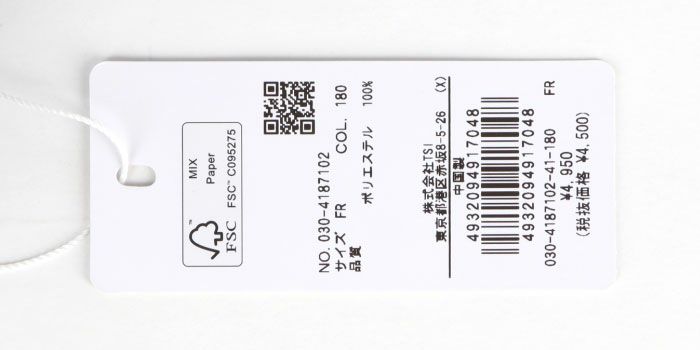 MIX
Paper
FSC™ C095275
FSC
NO. 030-4187102
サイズ FR COL. 180
品質 ポリエステル 100%
株式会社TSI (X)
東京都港区赤坂8-5-26
中国製
4932094917048
4932094917048
030-4187102-41-180 FR
¥4,950
(税抜価格 ¥4,500)